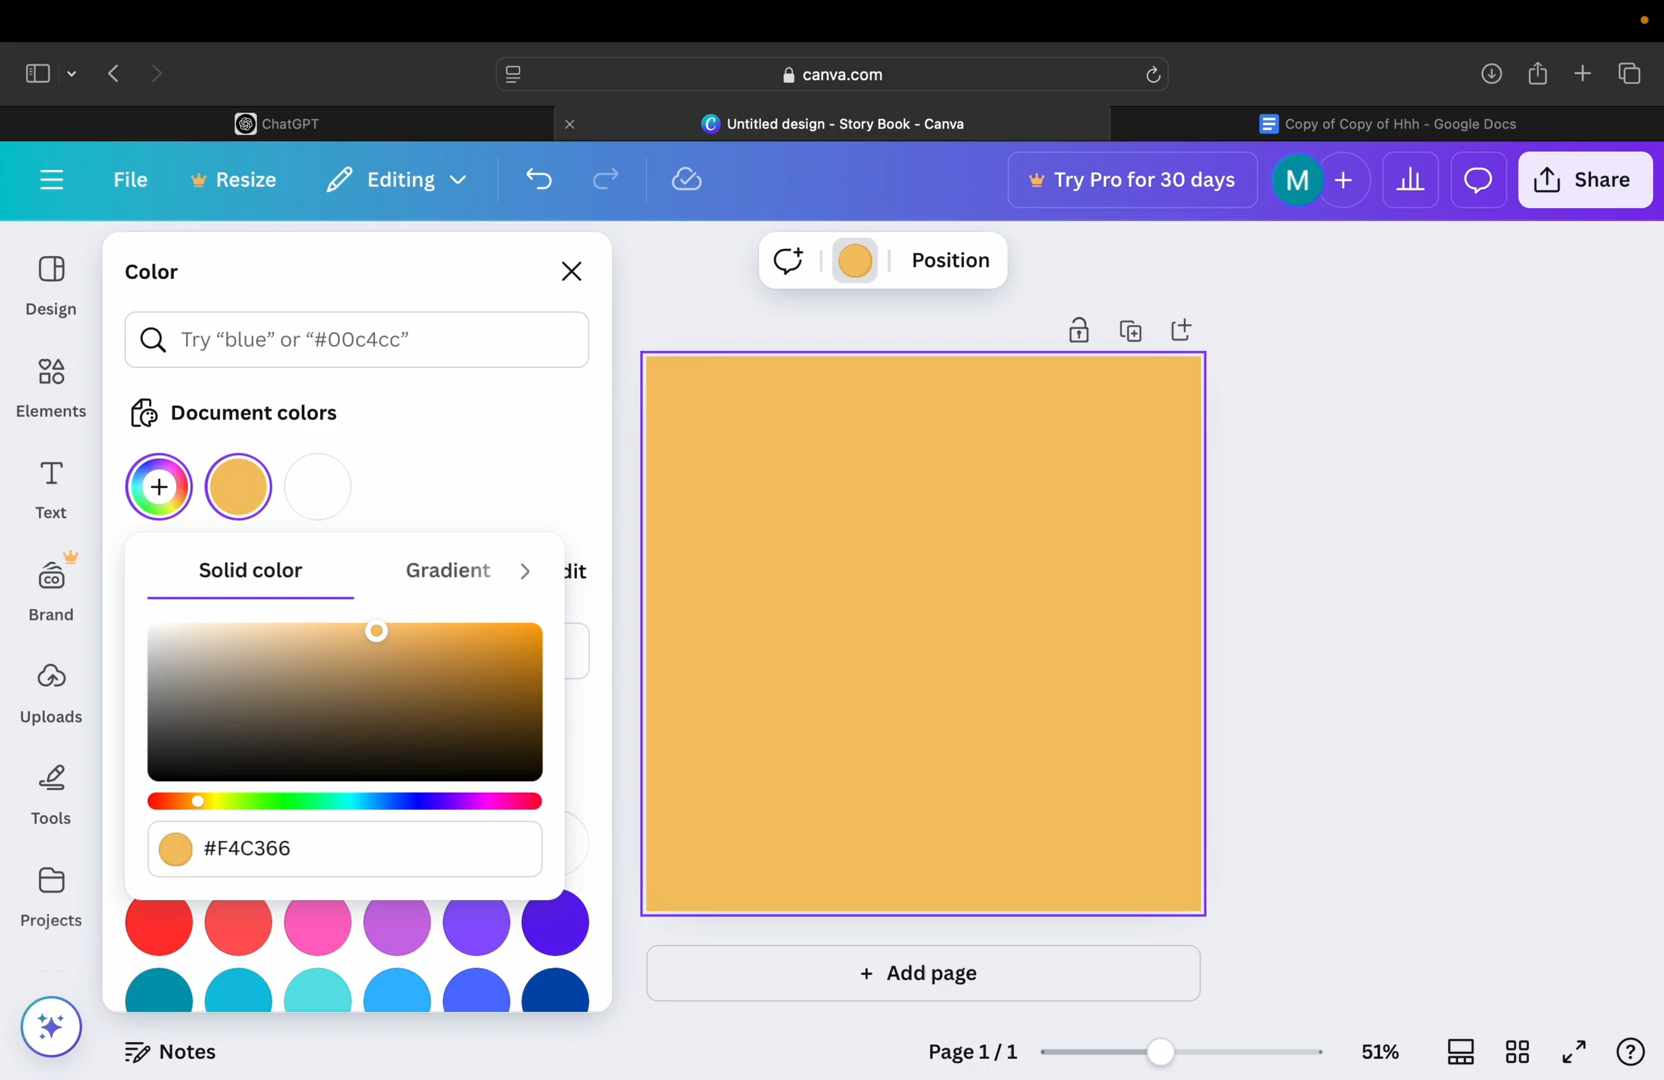 canva.com
ChatGPT
Untitled design - Story Book - Canva
Copy of Copy of Hhh - Google Docs
File
Resize
Editing
Try Pro for 30 days
M
Share
Design
Elements
Text
Brand
Uploads
Tools
Projects
Color
Try “blue” or “#00c4cc”
Document colors
Solid color
Gradient
dit
#F4C366
Position
+ Add page
Notes
Page 1 / 1
51%